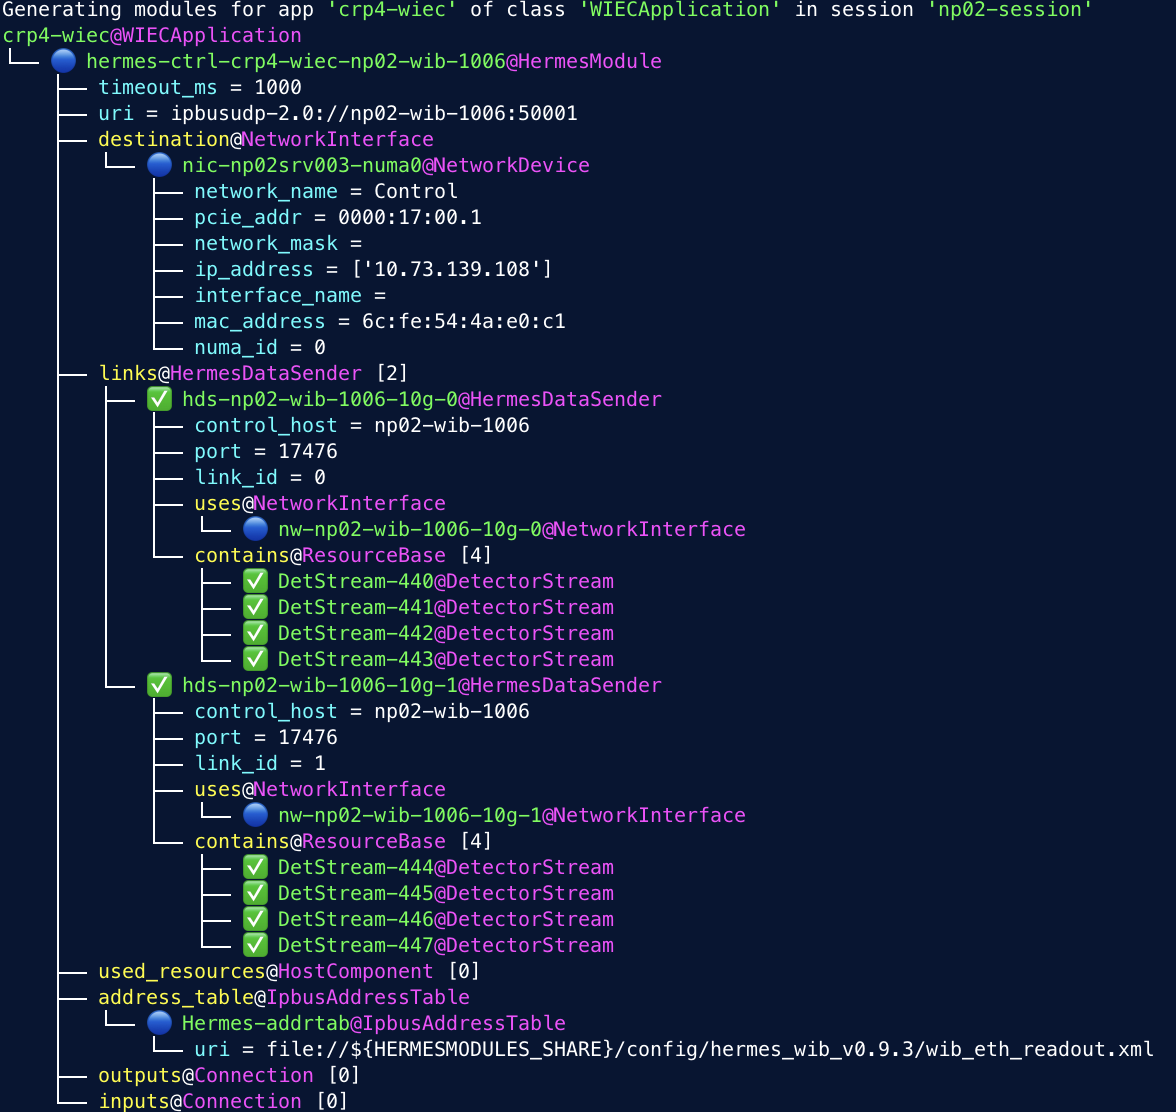 Generating modules for app 'crp4-wiec' of class 'WIECApplication' in session 'np02-session'
crp4-wiec@WIECApplication
hermes-ctrl-crp4-wiec-np02-wib-1006@HermesModule
timeout_ms = 1000
uri = ipbusudp-2.0://np02-wib-1006:50001
destination@NetworkInterface
nic-np02srv003-numa0@NetworkDevice
network_name = Control
pcie_addr = 0000:17:00.1
network_mask =
ip_address = ['10.73.139.108']
interface_name =
mac_address = 6c:fe:54:4a:e0:c1
numa_id = 0
links@HermesDataSender [2]
hds-np02-wib-1006-10g-0@HermesDataSender
control_host = np02-wib-1006
port = 17476
link_id = 0
uses@NetworkInterface
nw-np02-wib-1006-10g-0@NetworkInterface
contains@ResourceBase [4]
DetStream-440@DetectorStream
DetStream-441@DetectorStream
DetStream-442@DetectorStream
DetStream-443@DetectorStream
hds-np02-wib-1006-10g-1@HermesDataSender
control_host = np02-wib-1006
port = 17476
link_id = 1
uses@NetworkInterface
nw-np02-wib-1006-10g-1@NetworkInterface
contains@ResourceBase [4]
DetStream-444@DetectorStream
DetStream-445@DetectorStream
DetStream-446@DetectorStream
DetStream-447@DetectorStream
used_resources@HostComponent [0]
address_table@IpbusAddressTable
Hermes-addrtab@IpbusAddressTable
uri = file://${HERMESMODULES_SHARE}/config/hermes_wib_v0.9.3/wib_eth_readout.xml
outputs@Connection [0]
inputs@Connection [0]